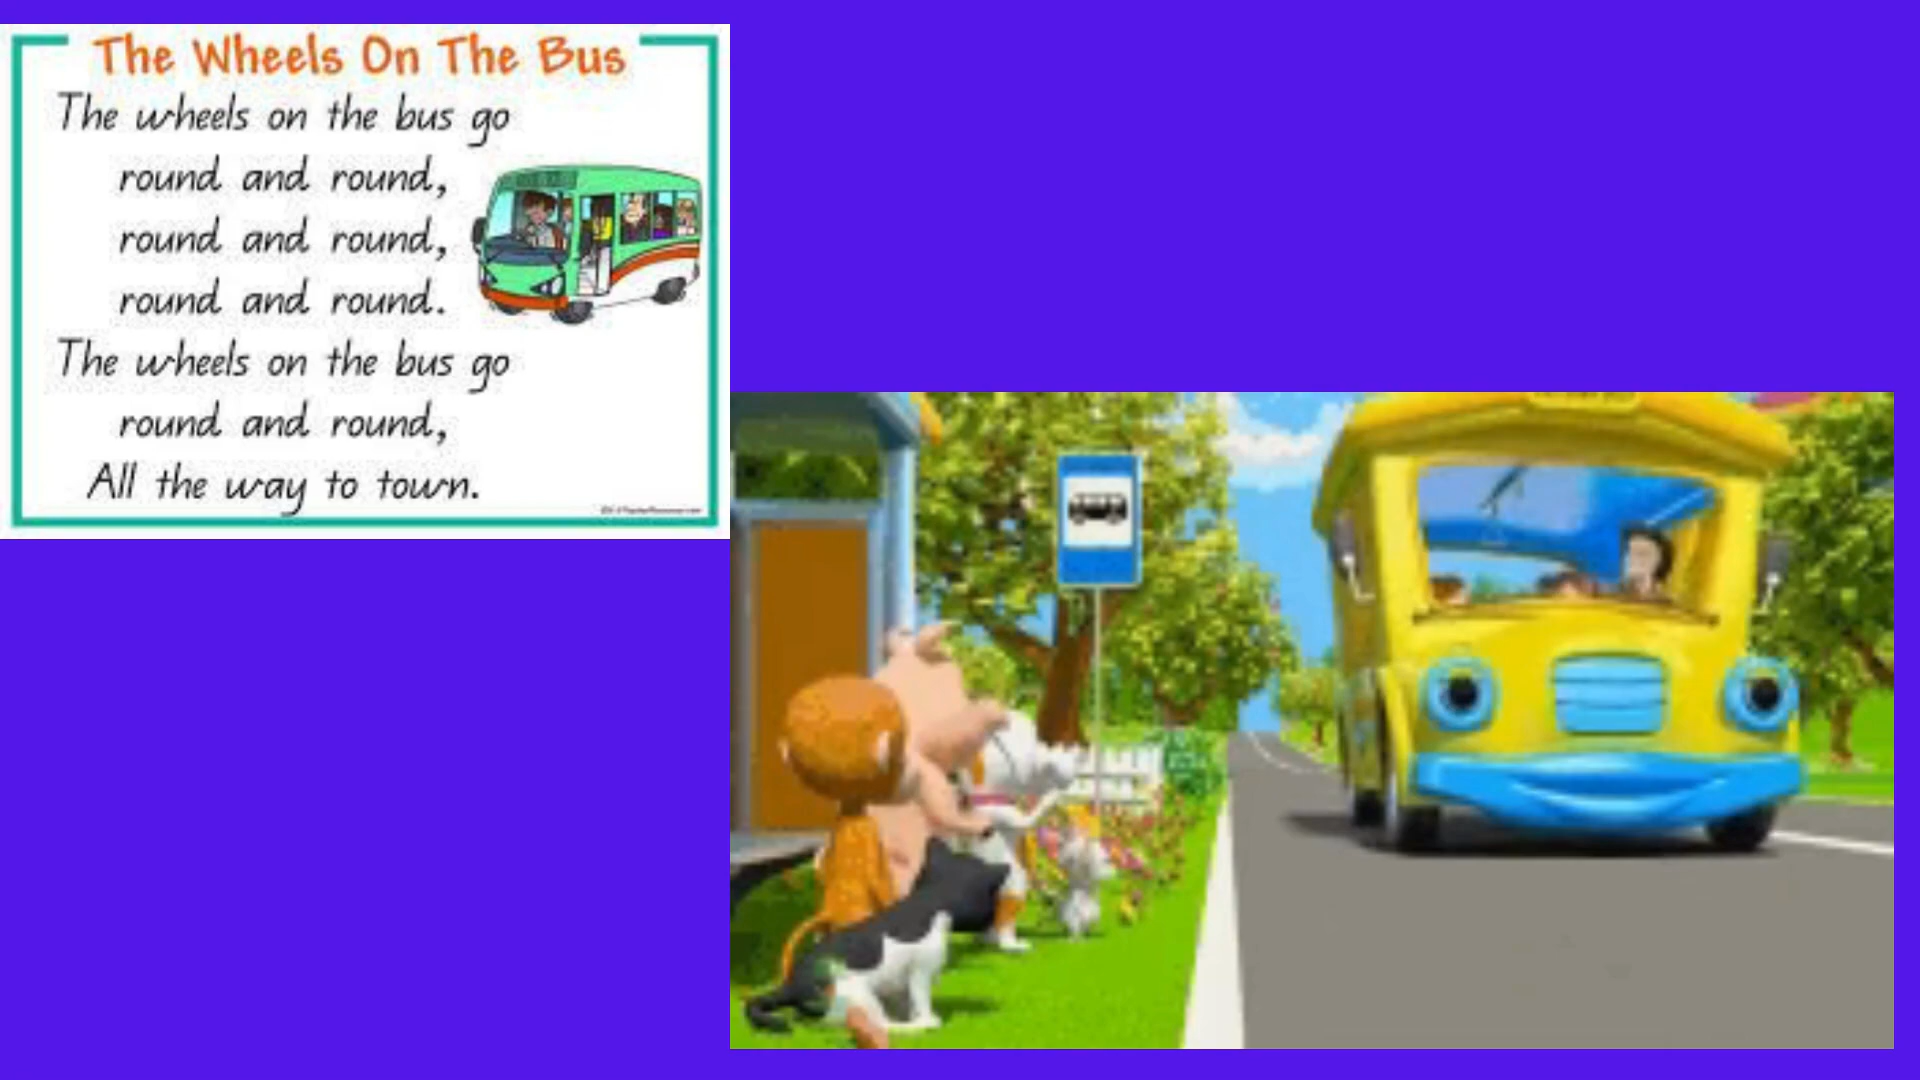 The Wheels On The Bus
The wheels on the bus go
round and round,
round and round,
round and round.
The wheels on the bus go
round and round,
All the way to town.